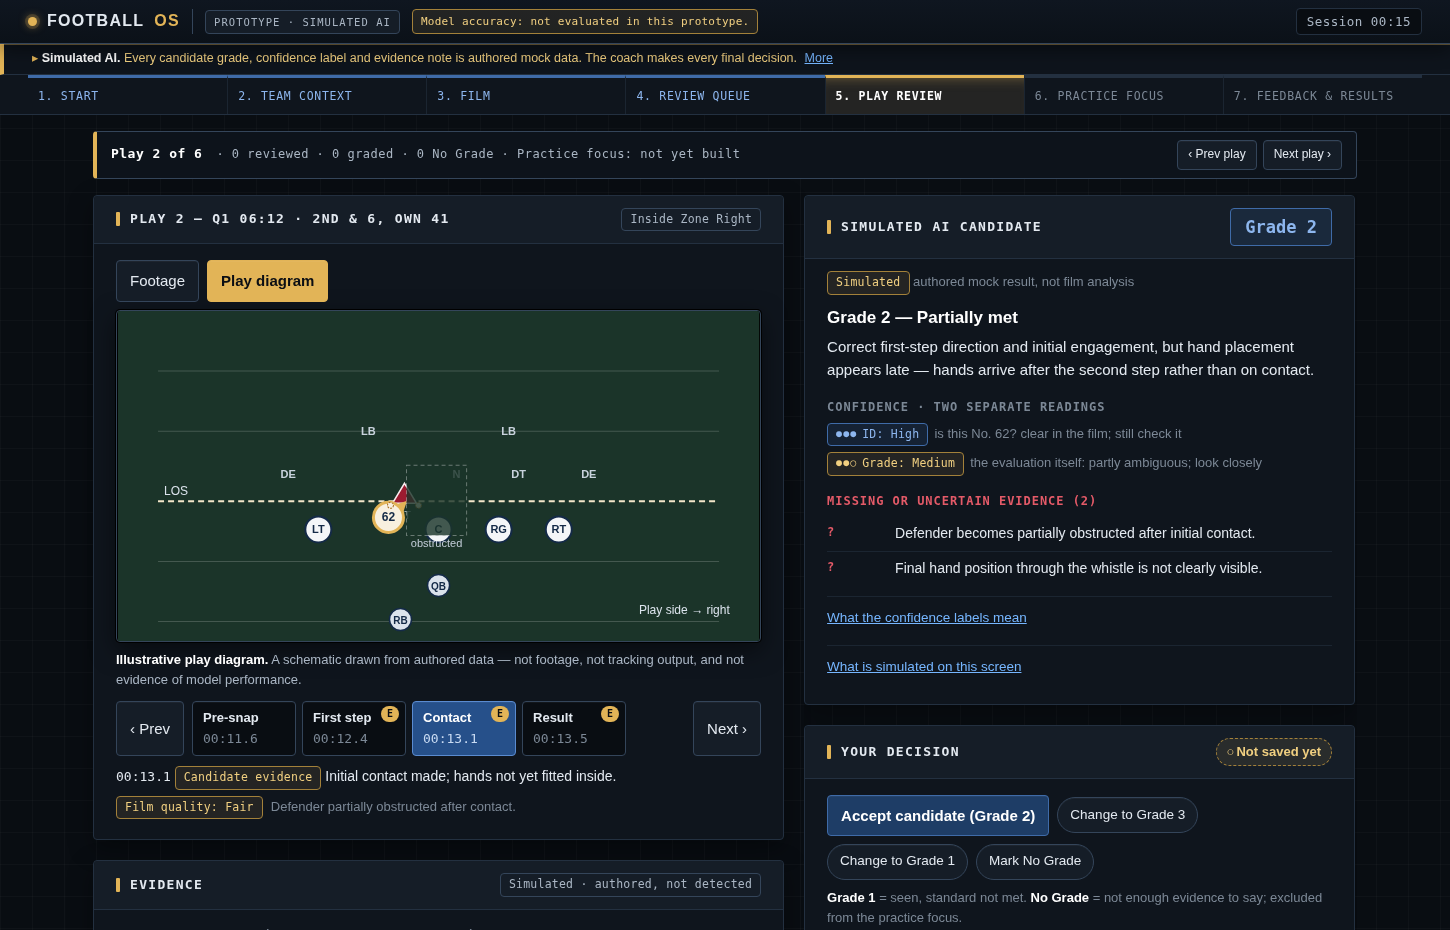 FOOTBALL OS
PROTOTYPE · SIMULATED AI
Model accuracy: not evaluated in this prototype.
Session 00:15
▸ Simulated AI. Every candidate grade, confidence label and evidence note is authored mock data. The coach makes every final decision. More
1. START
2. TEAM CONTEXT
3. FILM
4. REVIEW QUEUE
5. PLAY REVIEW
6. PRACTICE FOCUS
7. FEEDBACK & RESULTS
Play 2 of 6 · 0 reviewed · 0 graded · 0 No Grade · Practice focus: not yet built
‹ Prev play
Next play ›
PLAY 2 — Q1 06:12 · 2ND & 6, OWN 41
Inside Zone Right
Footage
Play diagram
LB
LB
DE
N
DT
DE
LOS
62
LT
C
RG
RT
obstructed
QB
RB
Play side → right
Illustrative play diagram. A schematic drawn from authored data — not footage, not tracking output, and not
evidence of model performance.
‹ Prev
Pre-snap
00:11.6
First step
E
00:12.4
Contact
E
00:13.1
Result
E
00:13.5
Next ›
00:13.1 Candidate evidence Initial contact made; hands not yet fitted inside.
Film quality: Fair Defender partially obstructed after contact.
EVIDENCE
Simulated · authored, not detected
SIMULATED AI CANDIDATE
Grade 2
Simulated authored mock result, not film analysis
Grade 2 — Partially met
Correct first-step direction and initial engagement, but hand placement
appears late — hands arrive after the second step rather than on contact.
CONFIDENCE · TWO SEPARATE READINGS
●●● ID: High is this No. 62? clear in the film; still check it
●●○ Grade: Medium the evaluation itself: partly ambiguous; look closely
MISSING OR UNCERTAIN EVIDENCE (2)
? Defender becomes partially obstructed after initial contact.
? Final hand position through the whistle is not clearly visible.
What the confidence labels mean
What is simulated on this screen
YOUR DECISION
○ Not saved yet
Accept candidate (Grade 2)
Change to Grade 3
Change to Grade 1
Mark No Grade
Grade 1 = seen, standard not met. No Grade = not enough evidence to say; excluded
from the practice focus.